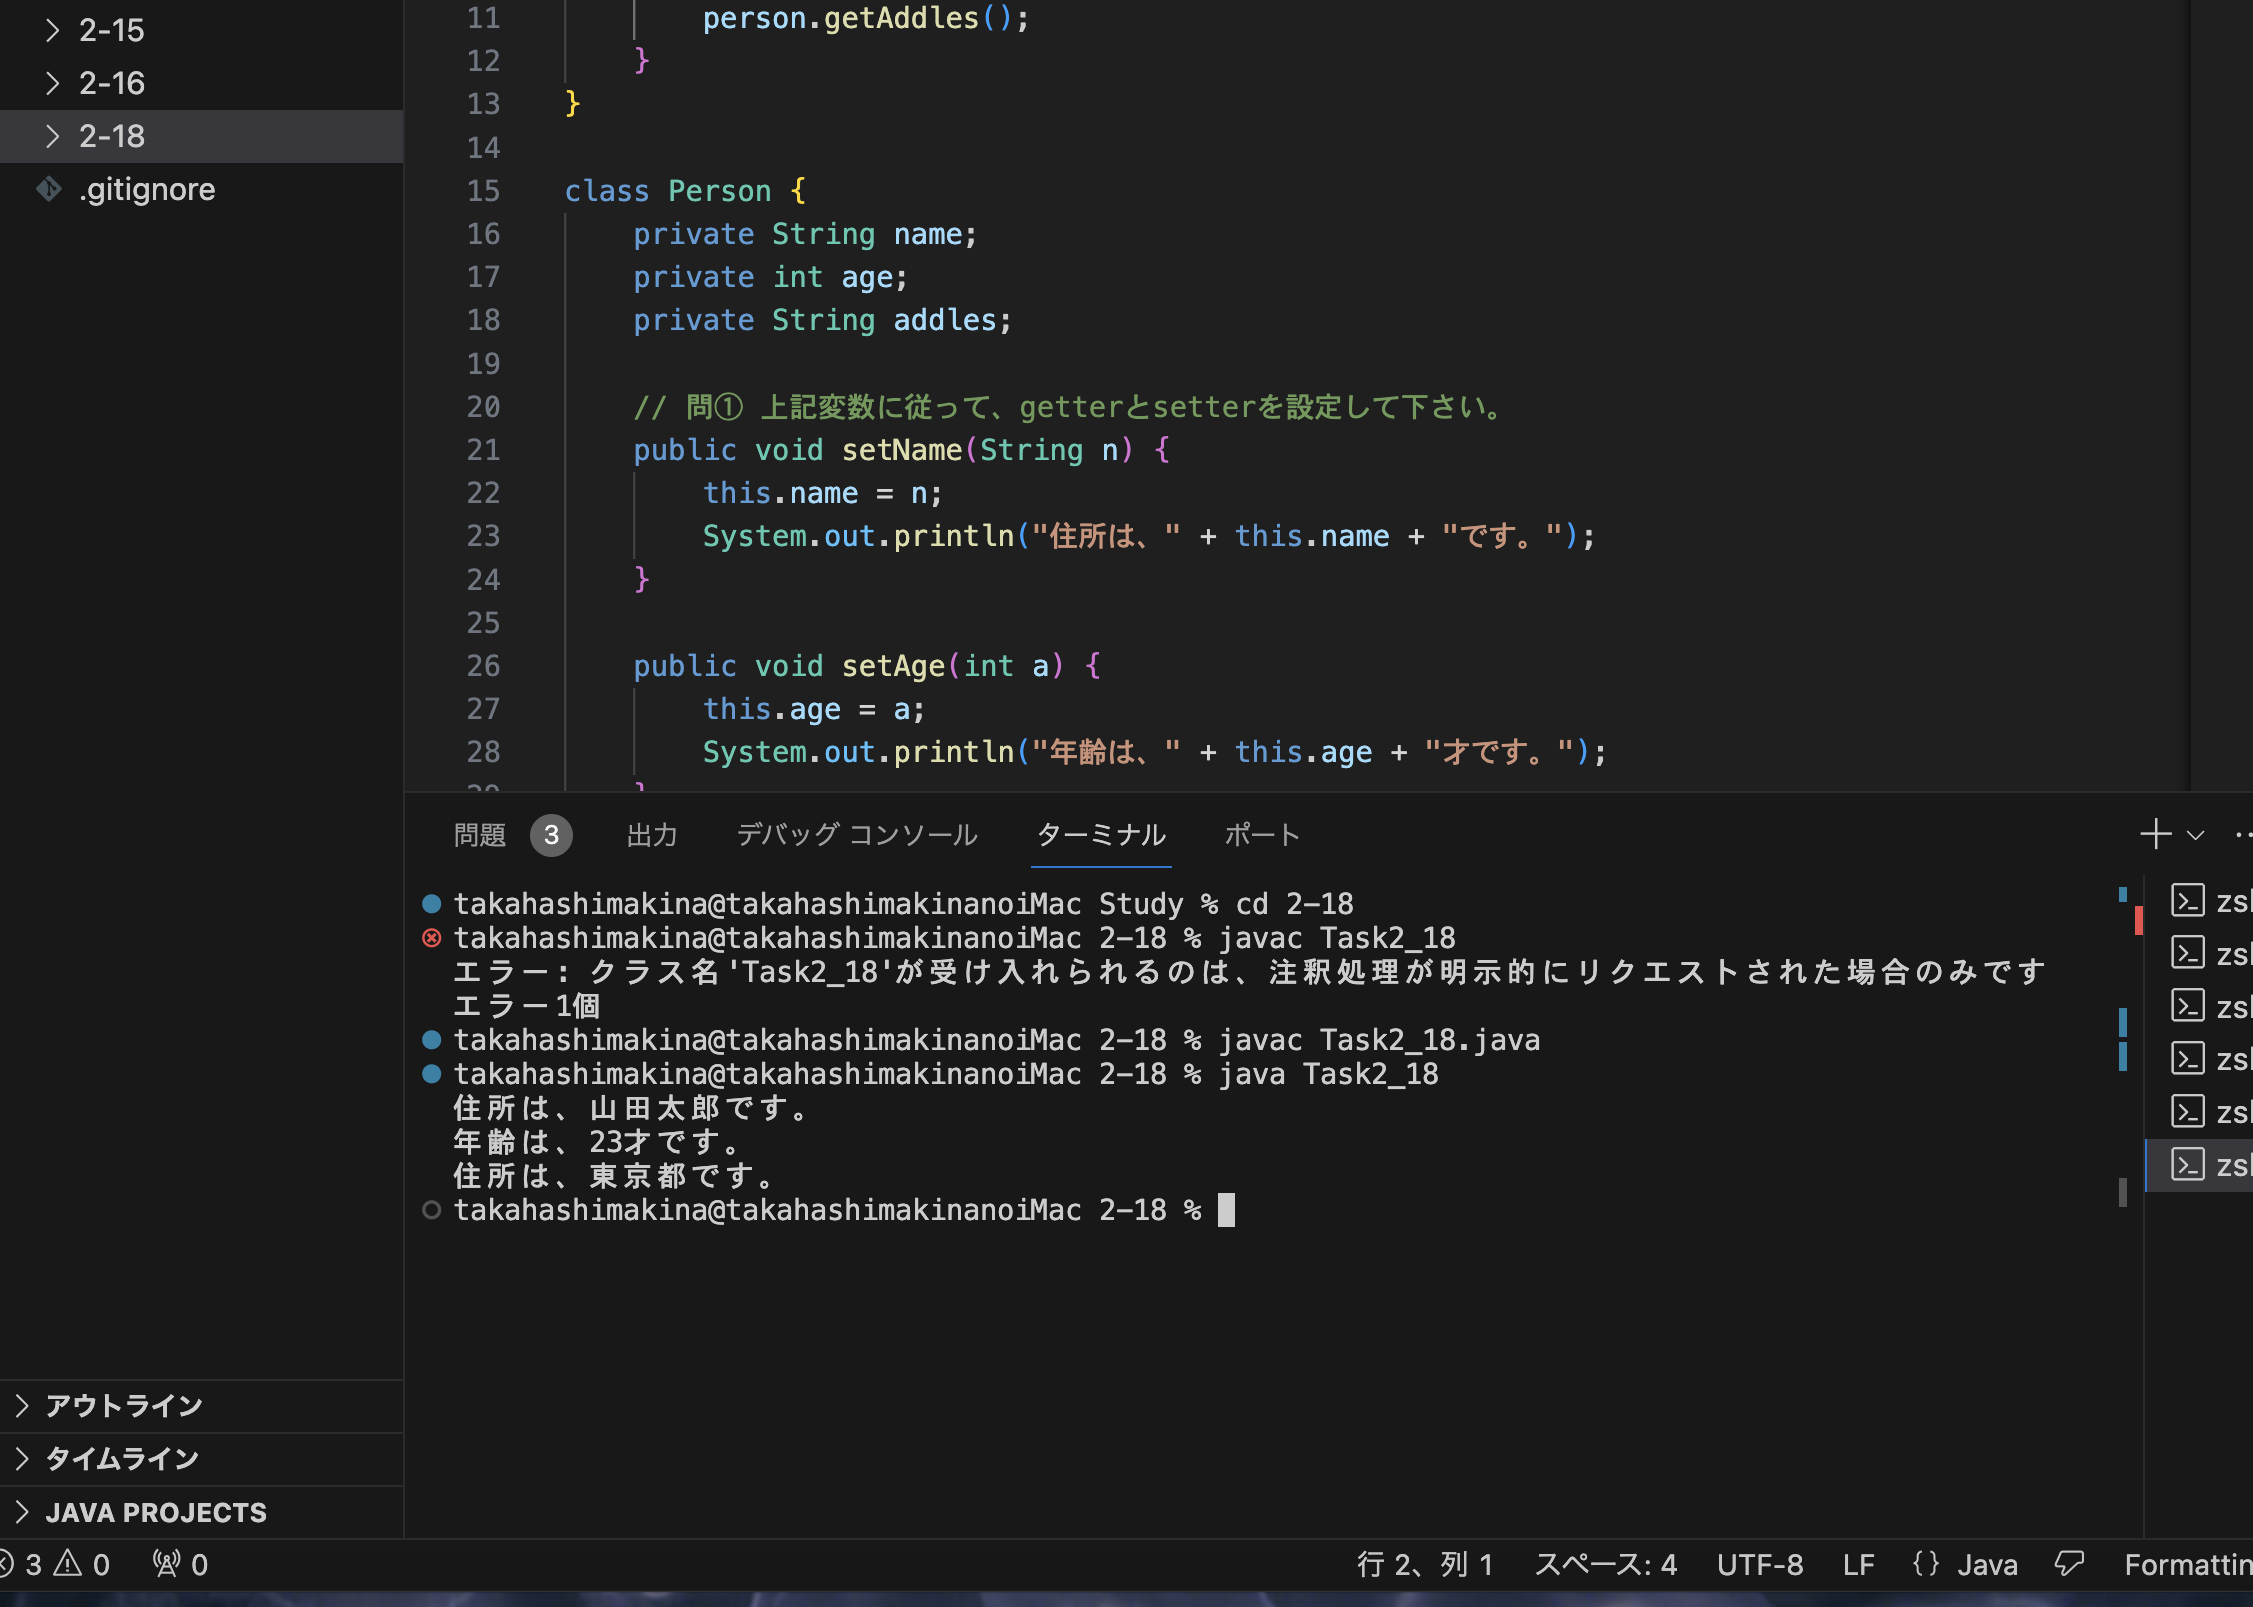 2-15
2-16
2-18
.gitignore
11 person.getAddles();
12 }
13 }
14
15 class Person {
16 private String name;
17 private int age;
18 private String addles;
19
20 // 問① 上記変数に従って、getterとsetterを設定して下さい。
21 public void setName(String n) {
22 this.name = n;
23 System.out.println("住所は、" + this.name + "です。");
24 }
25
26 public void setAge(int a) {
27 this.age = a;
28 System.out.println("年齢は、" + this.age + "才です。");
問題 3 出力 デバッグ コンソール ターミナル ポート
takahashimakina@takahashimakinanoiMac Study % cd 2-18
takahashimakina@takahashimakinanoiMac 2-18 % javac Task2_18
エラー: クラス名'Task2_18'が受け入れられるのは、注釈処理が明示的にリクエストされた場合のみです
エラー1個
takahashimakina@takahashimakinanoiMac 2-18 % javac Task2_18.java
takahashimakina@takahashimakinanoiMac 2-18 % java Task2_18
住所は、山田太郎です。
年齢は、23才です。
住所は、東京都です。
takahashimakina@takahashimakinanoiMac 2-18 %
アウトライン
タイムライン
JAVA PROJECTS
3 0 0 行 2、列 1 スペース: 4 UTF-8 LF {} Java